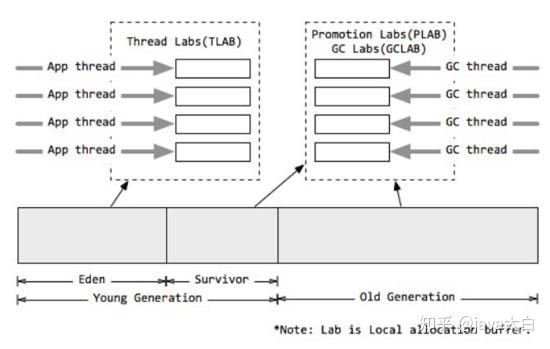 Thread Labs(TLAB)
Promotion Labs(PLAB)
GC Labs(GCLAB)
App thread
GC thread
App thread
GC thread
App thread
GC thread
App thread
GC thread
Eden
Survivor
Young Generation
Old Generation
知乎 @java大白
*Note: Lab is Local allocation buffer.